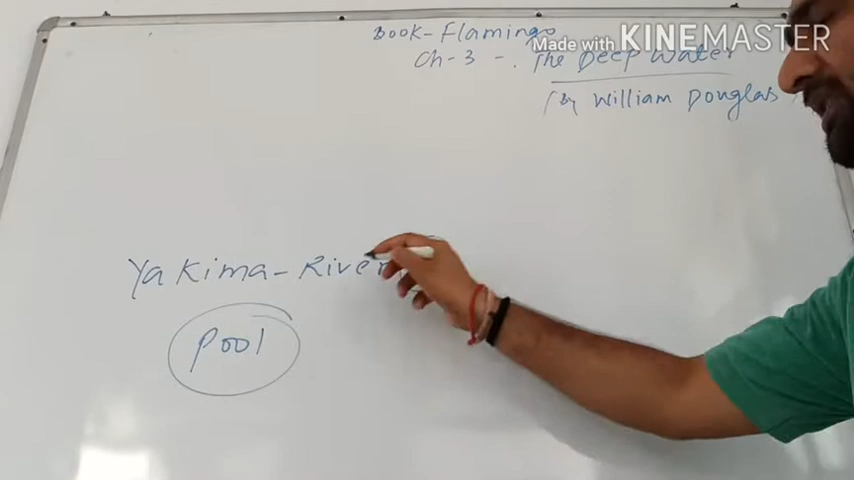 Book- Flamingo
Made with KINEMASTER
Ch-3 - . The Deep Water
(By William Douglas
Yakima-River
Pool